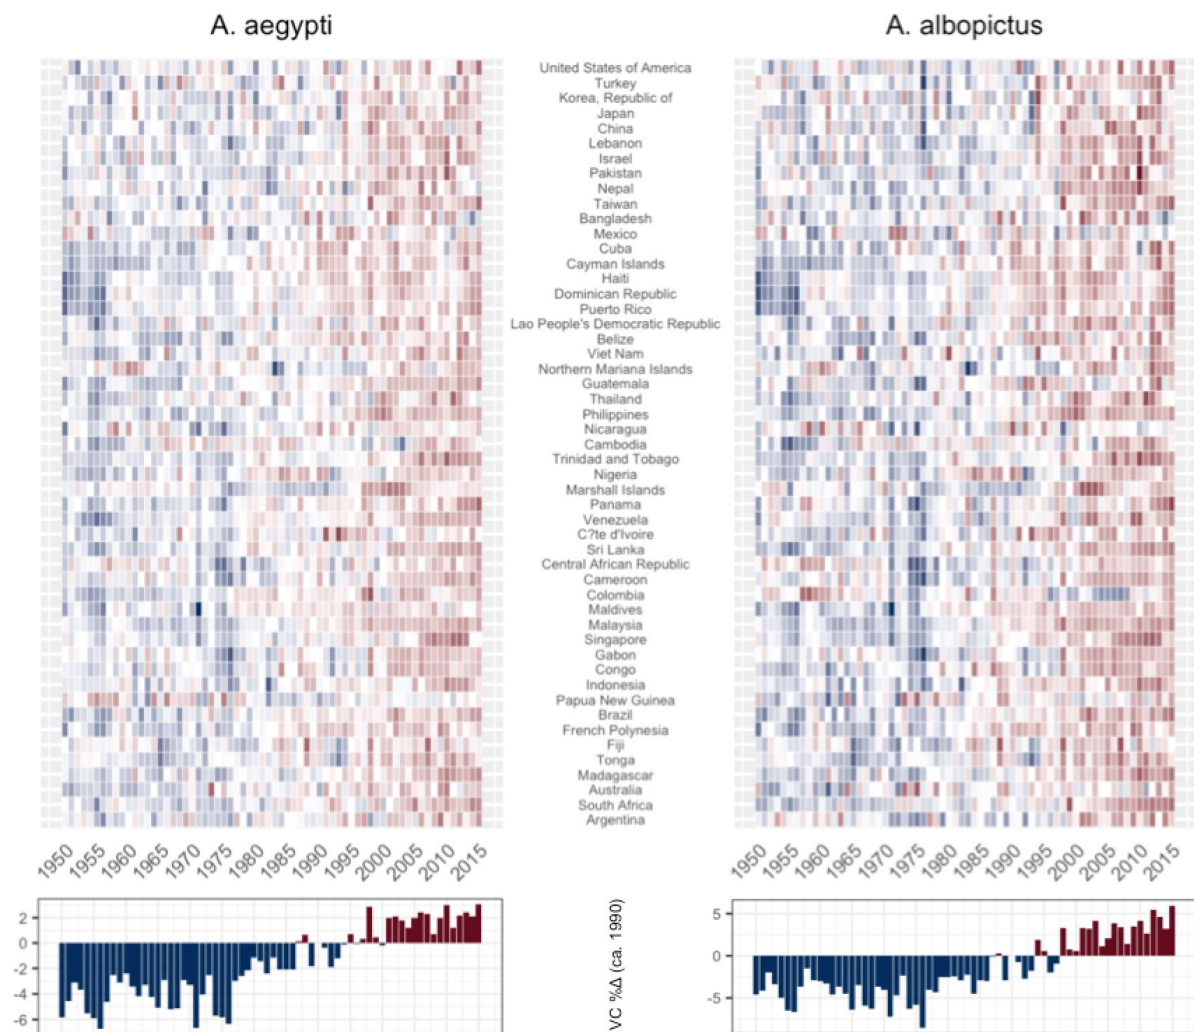 A. aegypti
A. albopictus
United States of America
Turkey
Korea, Republic of
Japan
China
Lebanon
Israel
Pakistan
Nepal
Taiwan
Bangladesh
Mexico
Cuba
Cayman Islands
Haiti
Dominican Republic
Puerto Rico
Lao People's Democratic Republic
Belize
Viet Nam
Northern Mariana Islands
Guatemala
Thailand
Philippines
Nicaragua
Cambodia
Trinidad and Tobago
Nigeria
Marshall Islands
Panama
Venezuela
C?te d'Ivoire
Sri Lanka
Central African Republic
Cameroon
Colombia
Maldives
Malaysia
Singapore
Gabon
Congo
Indonesia
Papua New Guinea
Brazil
French Polynesia
Fiji
Tonga
Madagascar
Australia
South Africa
Argentina
1950 1955 1960 1965 1970 1975 1980 1985 1990 1995 2000 2005 2010 2015
1950 1955 1960 1965 1970 1975 1980 1985 1990 1995 2000 2005 2010 2015
2
0
-2
-4
-6
VC %Δ (ca. 1990)
5
0
-5